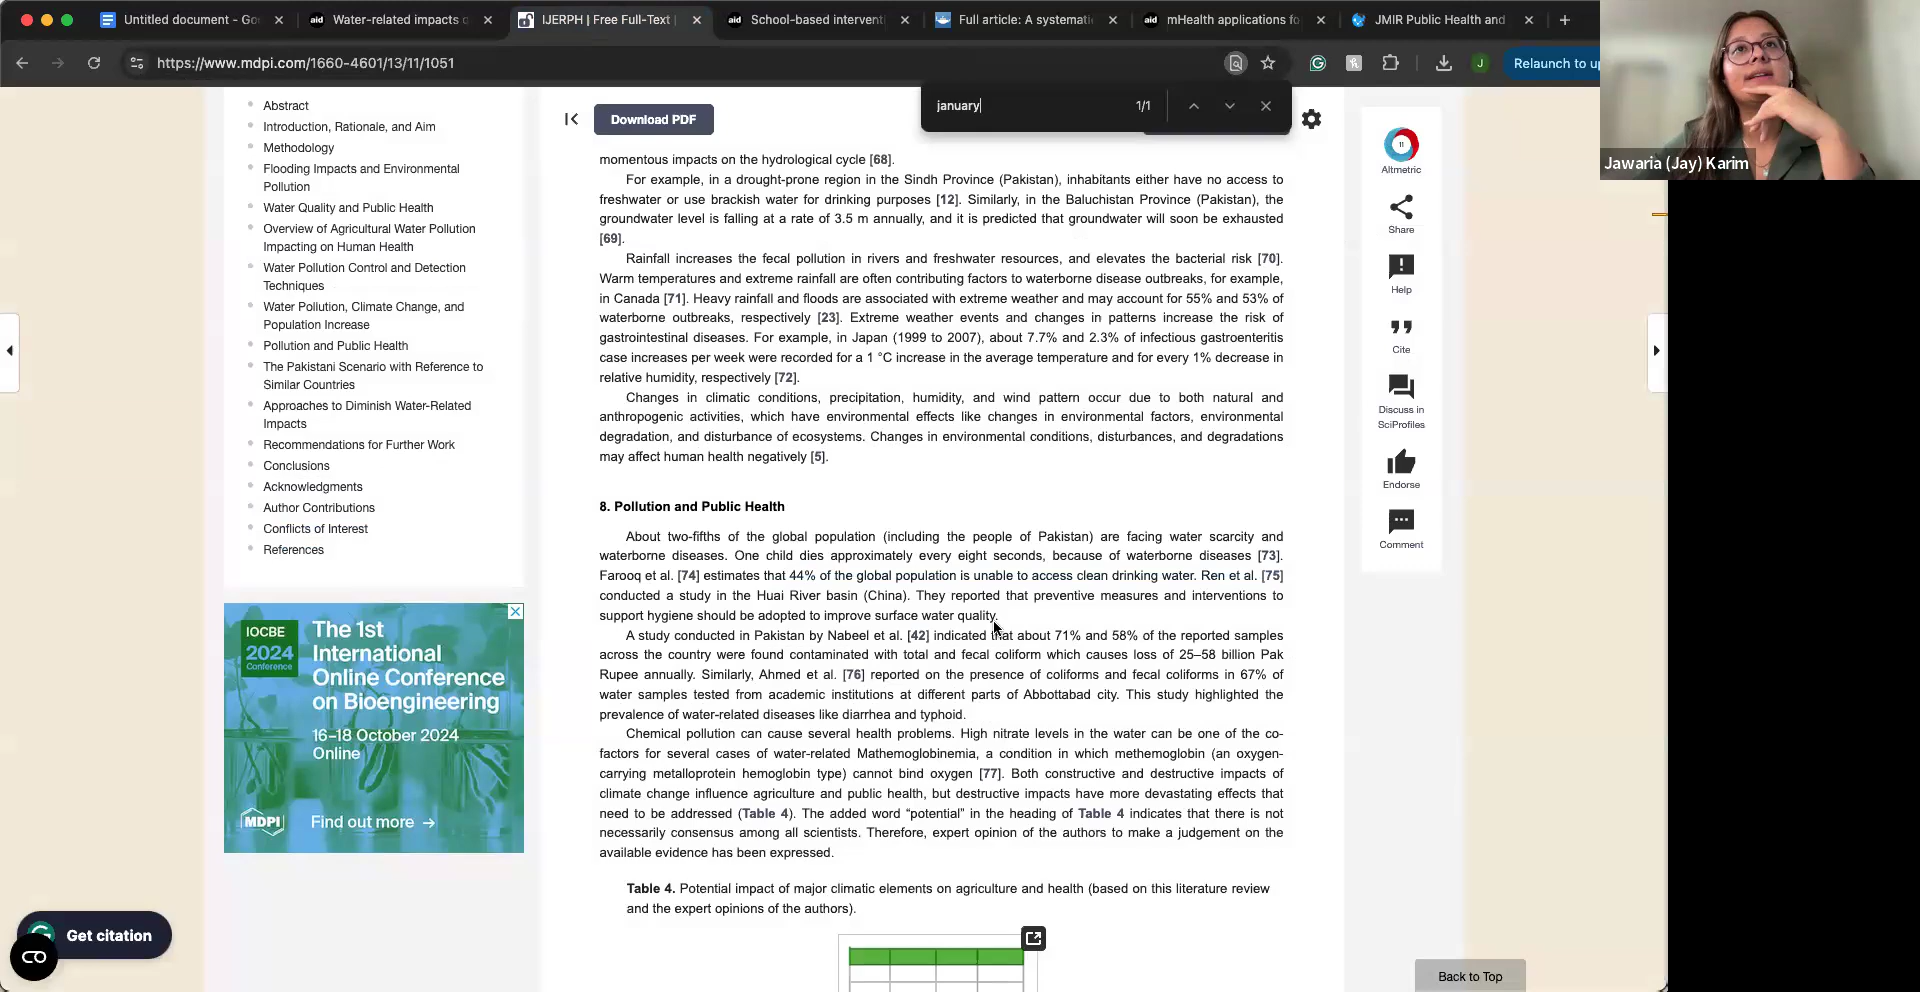 Untitled document - Go
Water-related impacts o
IJERPH | Free Full-Text |
School-based intervent
Full article: A systemati
mHealth applications fo
JMIR Public Health and
https://www.mdpi.com/1660-4601/13/11/1051
J
Relaunch to up
january
1/1
Jawaria (Jay) Karim
Abstract
Introduction, Rationale, and Aim
Methodology
Flooding Impacts and Environmental
Pollution
Water Quality and Public Health
Overview of Agricultural Water Pollution
Impacting on Human Health
Water Pollution Control and Detection
Techniques
Water Pollution, Climate Change, and
Population Increase
Pollution and Public Health
The Pakistani Scenario with Reference to
Similar Countries
Approaches to Diminish Water-Related
Impacts
Recommendations for Further Work
Conclusions
Acknowledgments
Author Contributions
Conflicts of Interest
References
IOCBE
2024
Conference
The 1st
International
Online Conference
on Bioengineering
16–18 October 2024
Online
MDPI
Find out more →
Get citation
Download PDF
momentous impacts on the hydrological cycle [68].
For example, in a drought-prone region in the Sindh Province (Pakistan), inhabitants either have no access to
freshwater or use brackish water for drinking purposes [12]. Similarly, in the Baluchistan Province (Pakistan), the
groundwater level is falling at a rate of 3.5 m annually, and it is predicted that groundwater will soon be exhausted
[69].
Rainfall increases the fecal pollution in rivers and freshwater resources, and elevates the bacterial risk [70].
Warm temperatures and extreme rainfall are often contributing factors to waterborne disease outbreaks, for example,
in Canada [71]. Heavy rainfall and floods are associated with extreme weather and may account for 55% and 53% of
waterborne outbreaks, respectively [23]. Extreme weather events and changes in patterns increase the risk of
gastrointestinal diseases. For example, in Japan (1999 to 2007), about 7.7% and 2.3% of infectious gastroenteritis
case increases per week were recorded for a 1 °C increase in the average temperature and for every 1% decrease in
relative humidity, respectively [72].
Changes in climatic conditions, precipitation, humidity, and wind pattern occur due to both natural and
anthropogenic activities, which have environmental effects like changes in environmental factors, environmental
degradation, and disturbance of ecosystems. Changes in environmental conditions, disturbances, and degradations
may affect human health negatively [5].
8. Pollution and Public Health
About two-fifths of the global population (including the people of Pakistan) are facing water scarcity and
waterborne diseases. One child dies approximately every eight seconds, because of waterborne diseases [73].
Farooq et al. [74] estimates that 44% of the global population is unable to access clean drinking water. Ren et al. [75]
conducted a study in the Huai River basin (China). They reported that preventive measures and interventions to
support hygiene should be adopted to improve surface water quality.
A study conducted in Pakistan by Nabeel et al. [42] indicated that about 71% and 58% of the reported samples
across the country were found contaminated with total and fecal coliform which causes loss of 25–58 billion Pak
Rupee annually. Similarly, Ahmed et al. [76] reported on the presence of coliforms and fecal coliforms in 67% of
water samples tested from academic institutions at different parts of Abbottabad city. This study highlighted the
prevalence of water-related diseases like diarrhea and typhoid.
Chemical pollution can cause several health problems. High nitrate levels in the water can be one of the co-
factors for several cases of water-related Mathemoglobinemia, a condition in which methemoglobin (an oxygen-
carrying metalloprotein hemoglobin type) cannot bind oxygen [77]. Both constructive and destructive impacts of
climate change influence agriculture and public health, but destructive impacts have more devastating effects that
need to be addressed (Table 4). The added word “potential” in the heading of Table 4 indicates that there is not
necessarily consensus among all scientists. Therefore, expert opinion of the authors to make a judgement on the
available evidence has been expressed.
Table 4. Potential impact of major climatic elements on agriculture and health (based on this literature review
and the expert opinions of the authors).
11
Altmetric
Share
Help
Cite
Discuss in
SciProfiles
Endorse
Comment
Back to Top